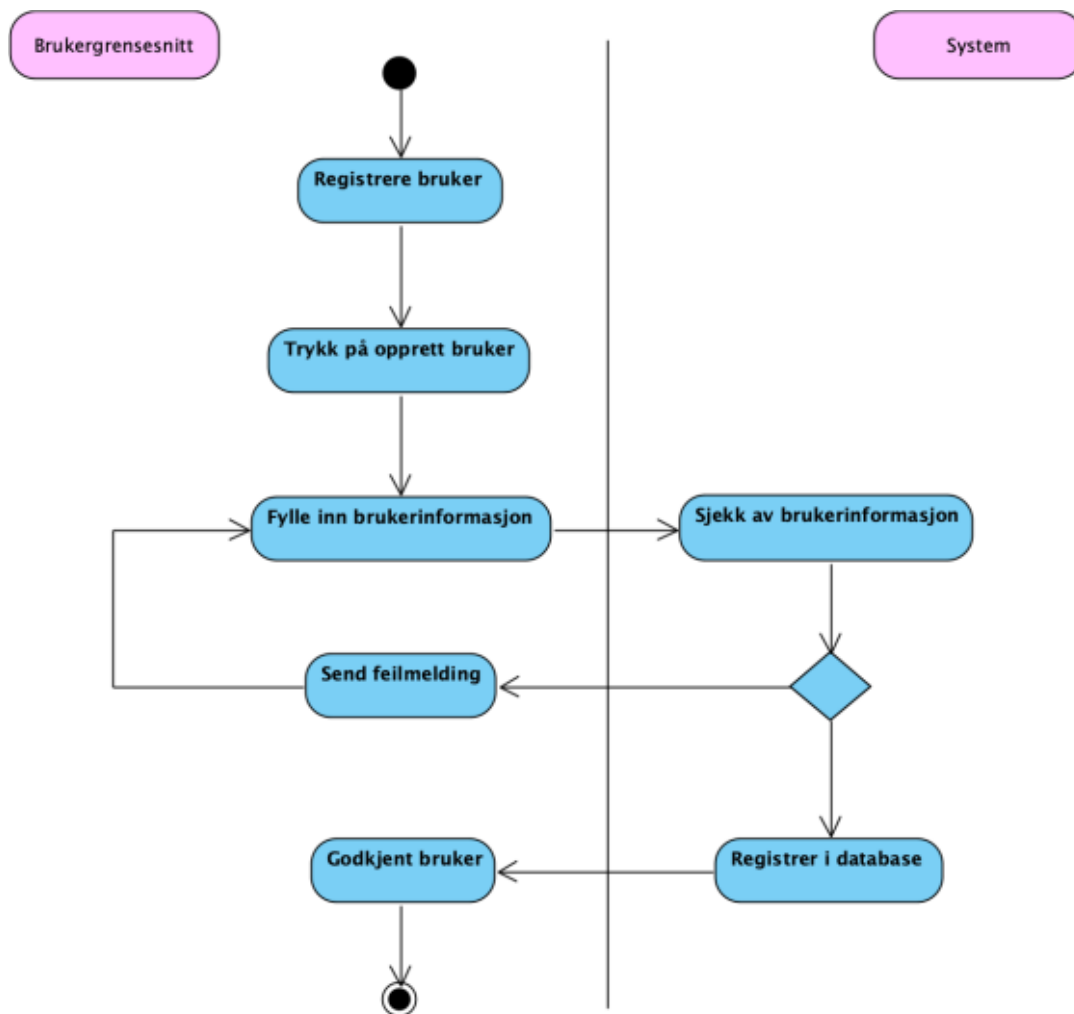 Brukergrensesnitt
System
Registrere bruker
Trykk på opprett bruker
Fylle inn brukerinformasjon
Sjekk av brukerinformasjon
Send feilmelding
Godkjent bruker
Registrer i database